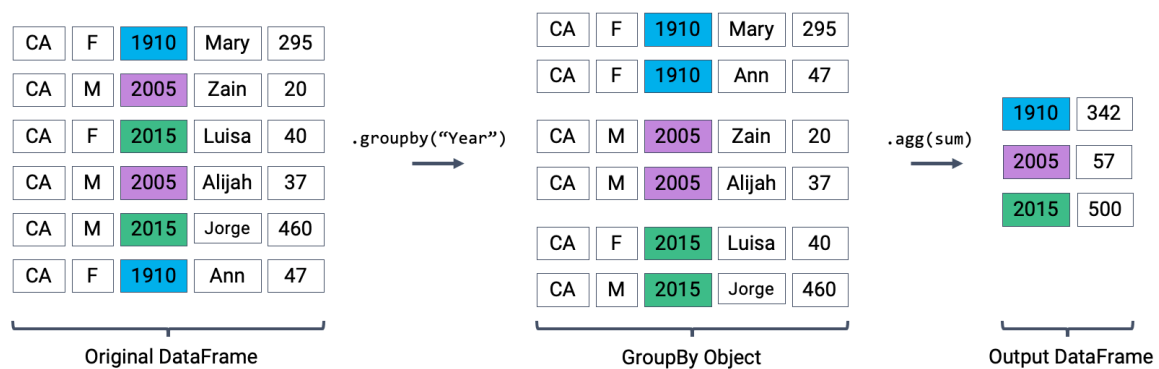 CA F 1910 Mary 295
CA M 2005 Zain 20
CA F 2015 Luisa 40
CA M 2005 Alijah 37
CA M 2015 Jorge 460
CA F 1910 Ann 47
Original DataFrame
.groupby(“Year”)
CA F 1910 Mary 295
CA F 1910 Ann 47
CA M 2005 Zain 20
CA M 2005 Alijah 37
CA F 2015 Luisa 40
CA M 2015 Jorge 460
GroupBy Object
.agg(sum)
1910 342
2005 57
2015 500
Output DataFrame